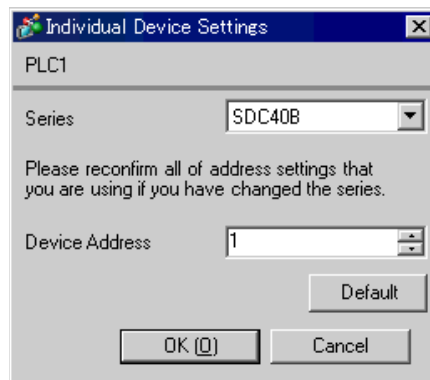 Individual Device Settings
PLC1
Series SDC40B
Please reconfirm all of address settings that
you are using if you have changed the series.
Device Address 1
Default
OK (O) Cancel